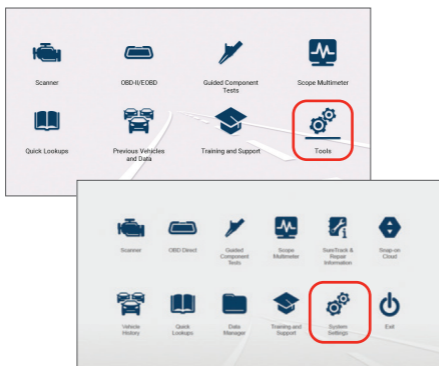 Scanner
OBD-II/EOBD
Guided Component
Tests
Scope Multimeter
Quick Lookups
Previous Vehicles
and Data
Training and Support
Tools
Scanner
OBD Direct
Guided
Component
Tests
Scope
Multimeter
SureTrack &
Repair
Information
Snap-on
Cloud
Vehicle
History
Quick
Lookups
Data
Manager
Training and
Support
System
Settings
Exit